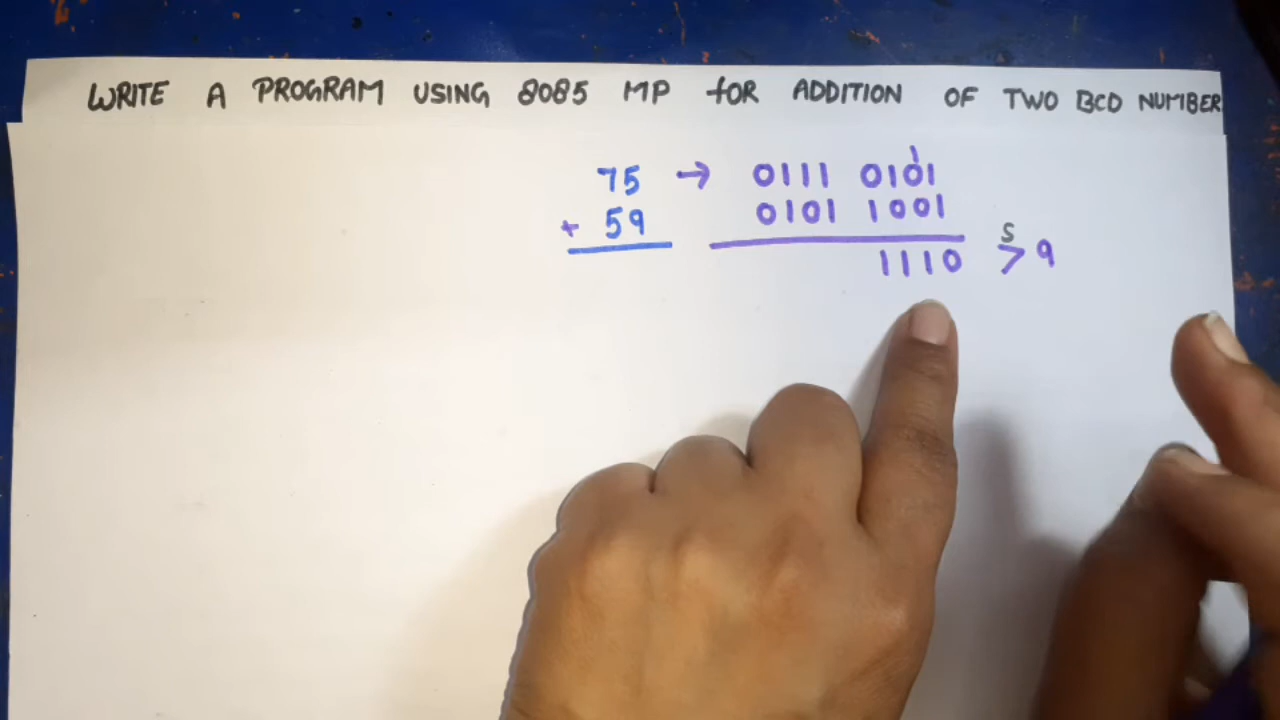 WRITE A PROGRAM USING 8085 MP FOR ADDITION OF TWO BCD NUMBER
1
75 → 0111 0101
+ 59 0101 1001
S
1110 > 9